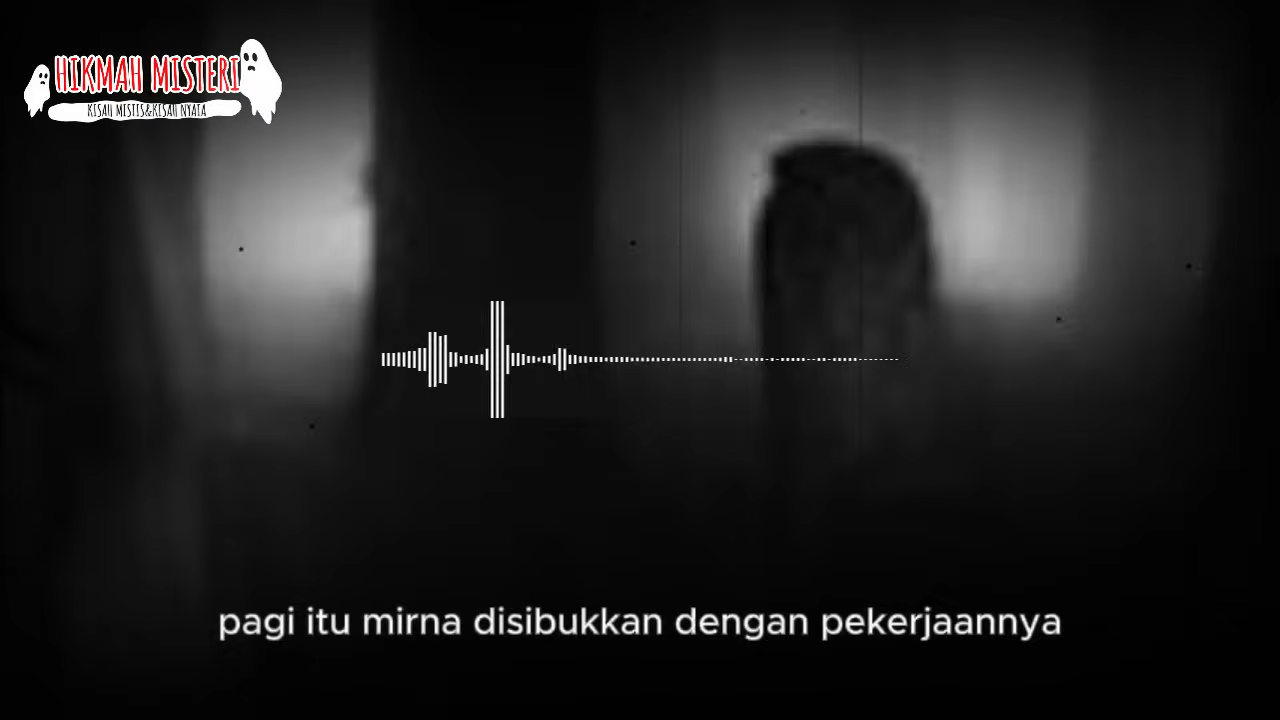 HIKMAH MISTERI
KISAH MISTIS&KISAH NYATA
pagi itu mirna disibukkan dengan pekerjaannya